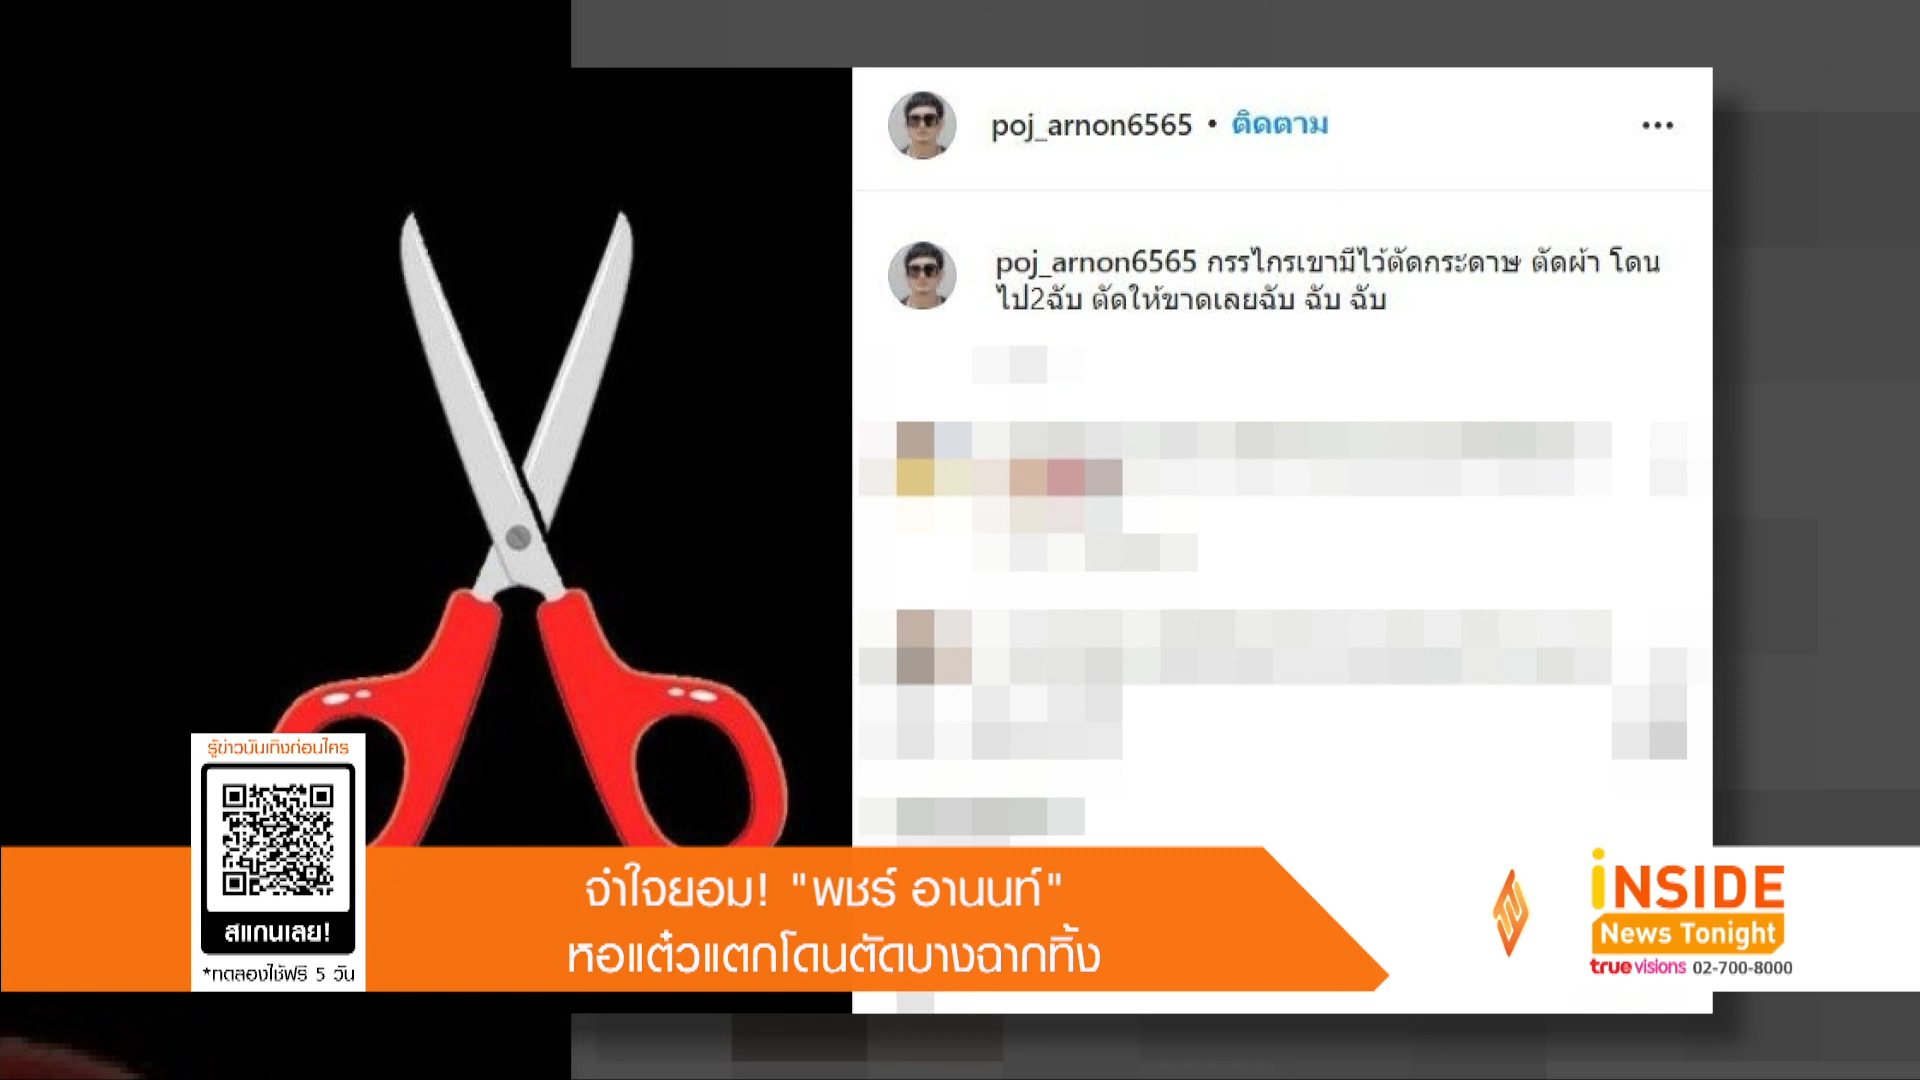 poj_arnon6565 • ติดตาม
poj_arnon6565 กรรไกรเขามีไว้ตัดกระดาษ ตัดผ้า โดน
ไป2ฉับ ตัดให้ขาดเลยฉับ ฉับ ฉับ
รู้ข่าวบันเทิงก่อนใคร
สแกนเลย!
*ทดลองใช้ฟรี 5 วัน
จำใจยอม! "พชร์ อานนท์"
หอแต๋วแตกโดนตัดบางฉากทิ้ง
iNSIDE
News Tonight
truevisions 02-700-8000